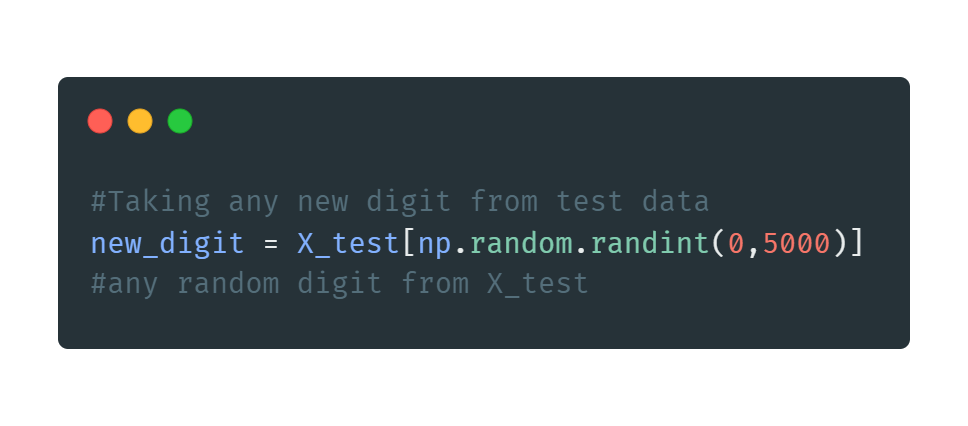 #Taking any new digit from test data
new_digit = X_test[np.random.randint(0,5000)]
#any random digit from X_test